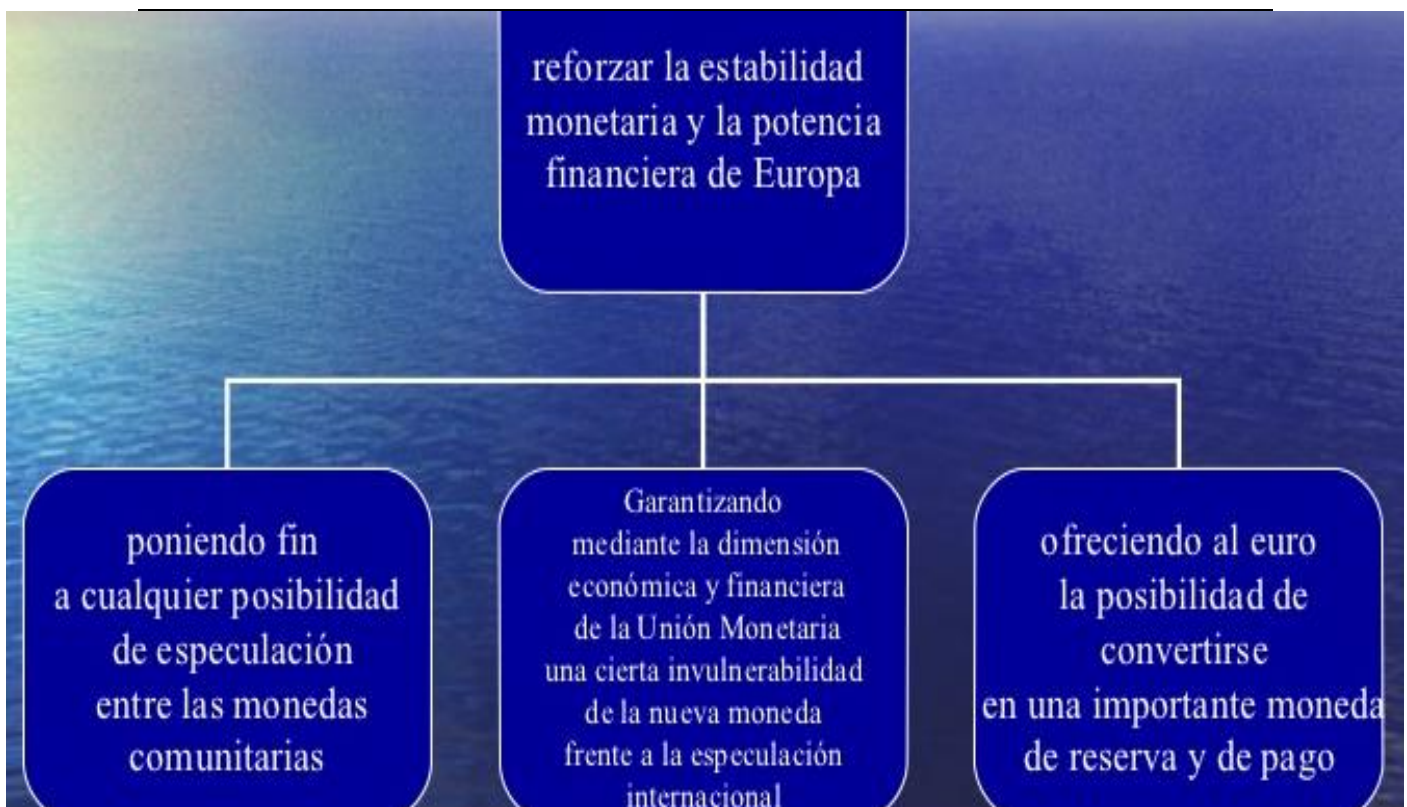 reforzar la estabilidad
monetaria y la potencia
financiera de Europa
poniendo fin
a cualquier posibilidad
de especulación
entre las monedas
comunitarias
Garantizando
mediante la dimensión
económica y financiera
de la Unión Monetaria
una cierta invulnerabilidad
de la nueva moneda
frente a la especulación
internacional
ofreciendo al euro
la posibilidad de
convertirse
en una importante moneda
de reserva y de pago